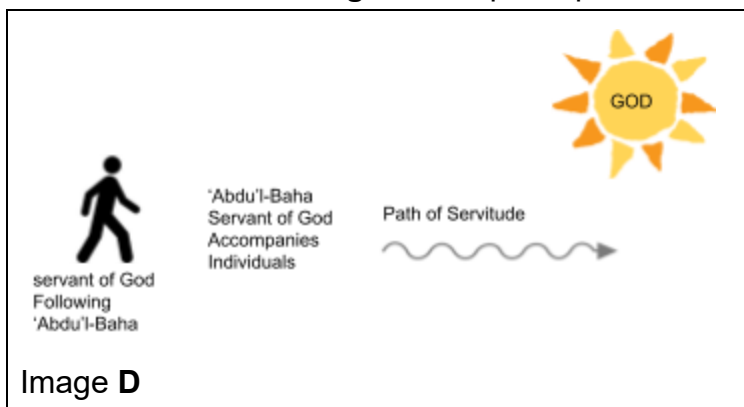 GOD
'Abdu'l-Baha
Servant of God
Accompanies
Individuals
Path of Servitude
servant of God
Following
'Abdu'l-Baha
Image D